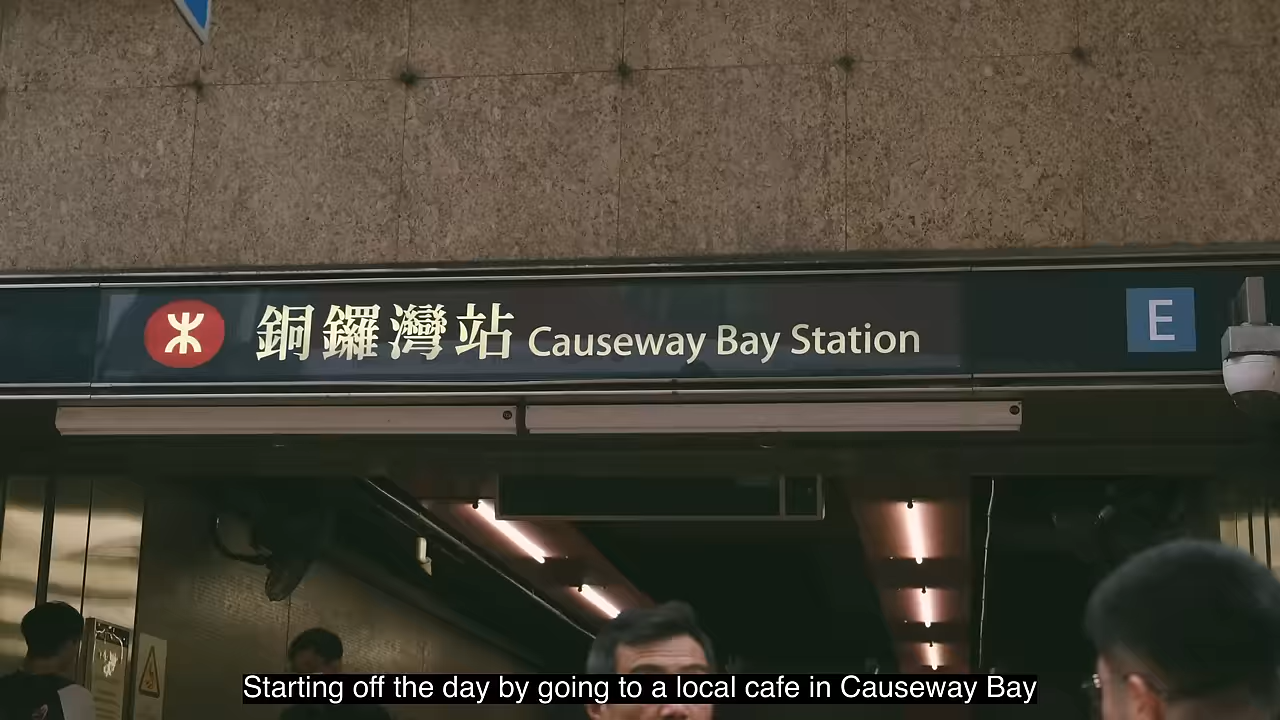 銅鑼灣站 Causeway Bay Station
E
Starting off the day by going to a local cafe in Causeway Bay